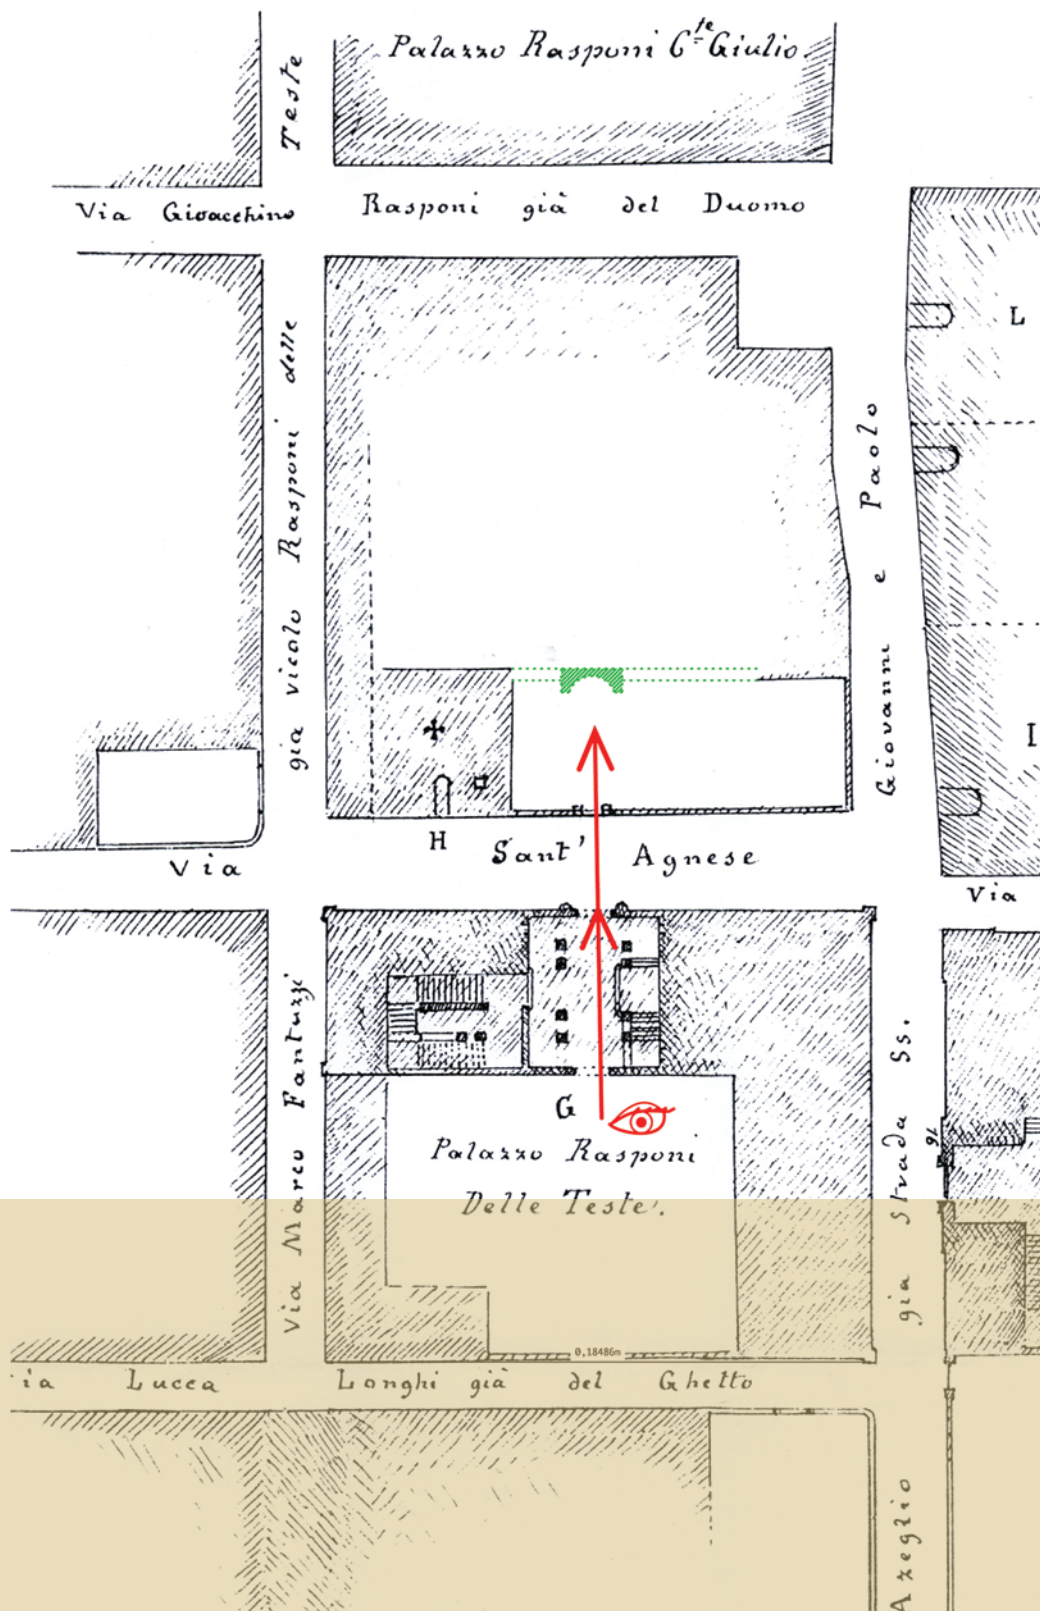 Palazzo Rasponi C.te Giulio.
Teste
Via Gioacchino Rasponi già del Duomo
già vicolo Rasponi delle
L
Giovanni e Paolo
I
H
Via Sant' Agnese
Via
Via Marco Fantuzzi
G
Palazzo Rasponi
Delle Teste.
già Strada Ss.
0,18486m
ia Lucca Longhi già del Ghetto
Azeglio